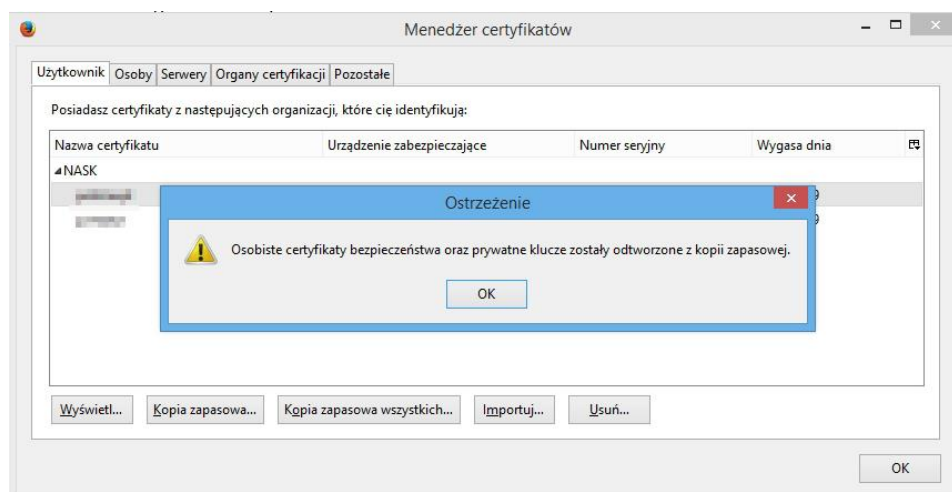 Menedżer certyfikatów
Użytkownik Osoby Serwery Organy certyfikacji Pozostałe
Posiadasz certyfikaty z następujących organizacji, które cię identyfikują:
Nazwa certyfikatu Urządzenie zabezpieczające Numer seryjny Wygasa dnia
NASK
Ostrzeżenie
Osobiste certyfikaty bezpieczeństwa oraz prywatne klucze zostały odtworzone z kopii zapasowej.
OK
Wyświetl... Kopia zapasowa... Kopia zapasowa wszystkich... Importuj... Usuń...
OK